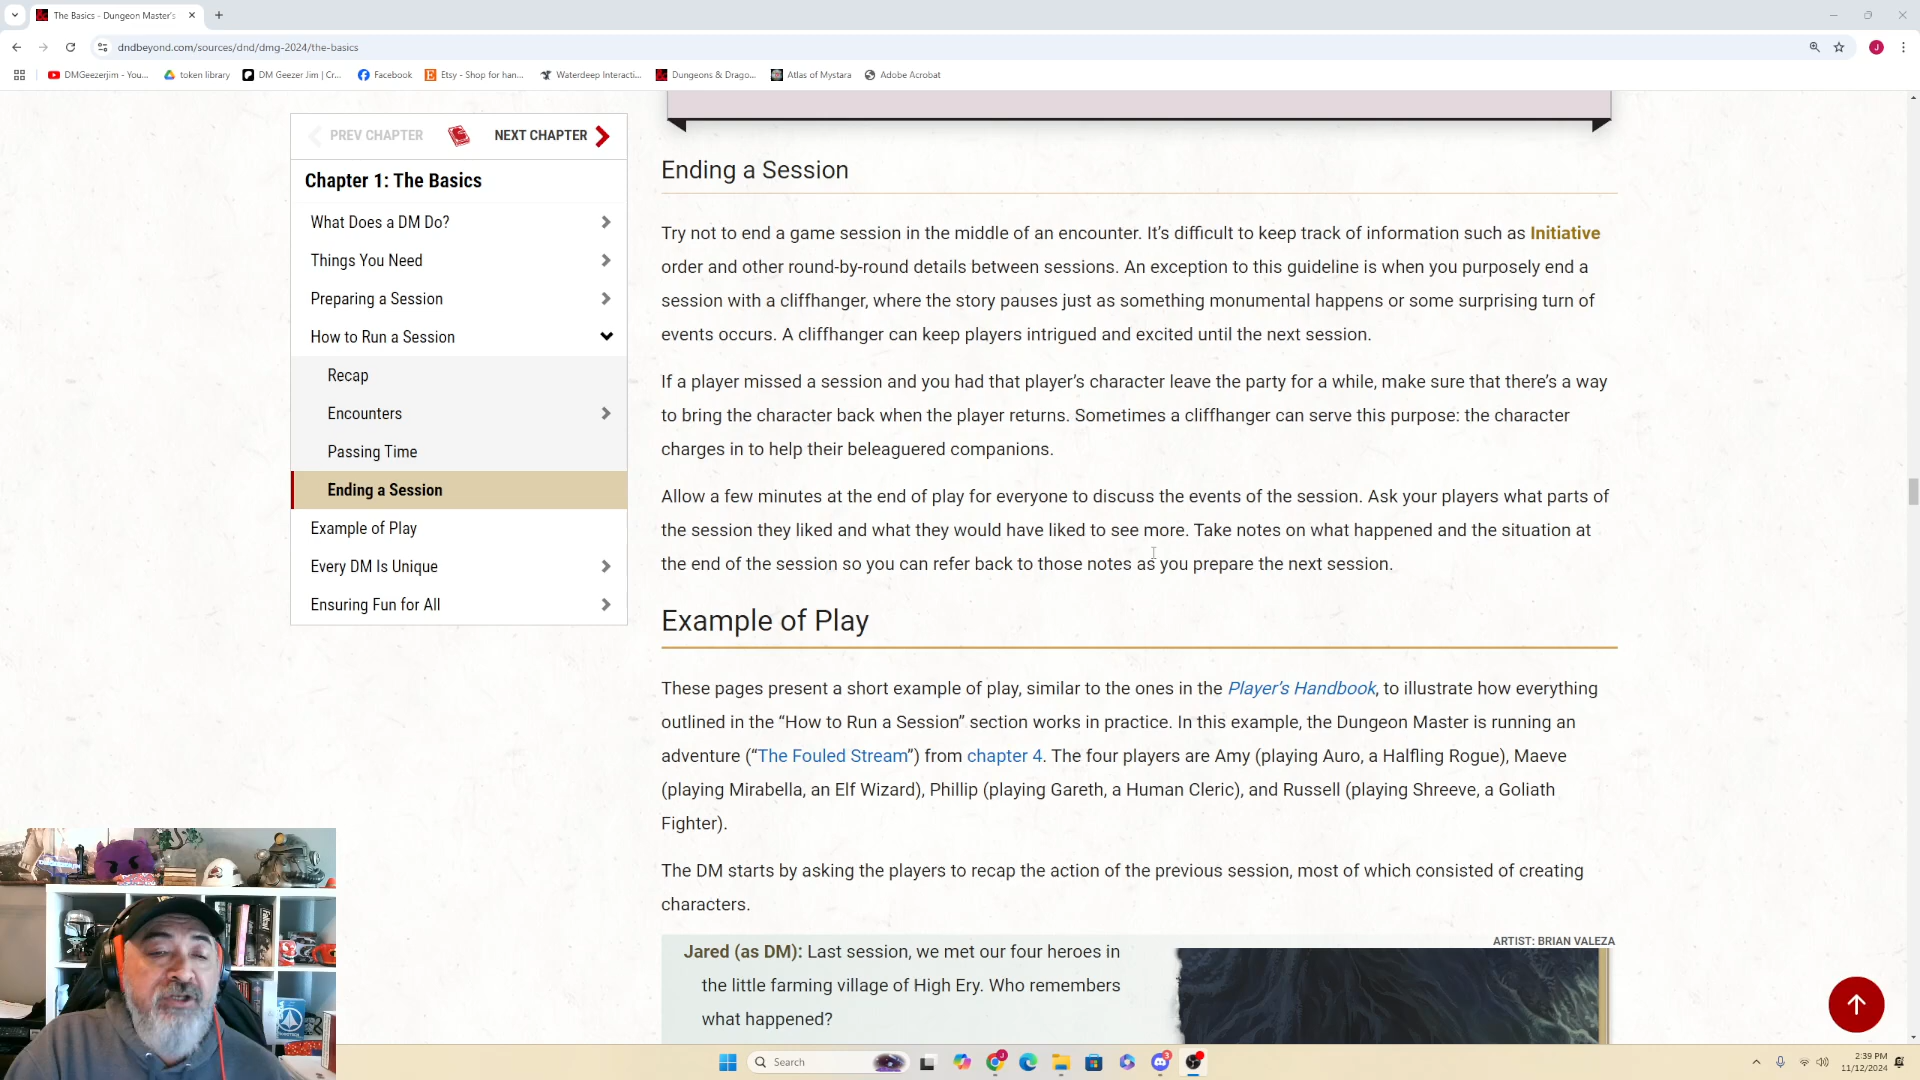 The Basics - Dungeon Master's
dndbeyond.com/sources/dnd/dmg-2024/the-basics
DMGeezerjim - You...
token library
DM Geezer Jim | Cr...
Facebook
Etsy - Shop for han...
Waterdeep Interacti...
Dungeons & Drago...
Atlas of Mystara
Adobe Acrobat
PREV CHAPTER
NEXT CHAPTER
Chapter 1: The Basics
What Does a DM Do?
Things You Need
Preparing a Session
How to Run a Session
Recap
Encounters
Passing Time
Ending a Session
Example of Play
Every DM Is Unique
Ensuring Fun for All
Ending a Session
Try not to end a game session in the middle of an encounter. It's difficult to keep track of information such as Initiative
order and other round-by-round details between sessions. An exception to this guideline is when you purposely end a
session with a cliffhanger, where the story pauses just as something monumental happens or some surprising turn of
events occurs. A cliffhanger can keep players intrigued and excited until the next session.
If a player missed a session and you had that player's character leave the party for a while, make sure that there's a way
to bring the character back when the player returns. Sometimes a cliffhanger can serve this purpose: the character
charges in to help their beleaguered companions.
Allow a few minutes at the end of play for everyone to discuss the events of the session. Ask your players what parts of
the session they liked and what they would have liked to see more. Take notes on what happened and the situation at
the end of the session so you can refer back to those notes as you prepare the next session.
Example of Play
These pages present a short example of play, similar to the ones in the Player's Handbook, to illustrate how everything
outlined in the "How to Run a Session" section works in practice. In this example, the Dungeon Master is running an
adventure ("The Fouled Stream") from chapter 4. The four players are Amy (playing Auro, a Halfling Rogue), Maeve
(playing Mirabella, an Elf Wizard), Phillip (playing Gareth, a Human Cleric), and Russell (playing Shreeve, a Goliath
Fighter).
The DM starts by asking the players to recap the action of the previous session, most of which consisted of creating
characters.
ARTIST: BRIAN VALEZA
Jared (as DM): Last session, we met our four heroes in
the little farming village of High Ery. Who remembers
what happened?
Search
2:39 PM
11/12/2024